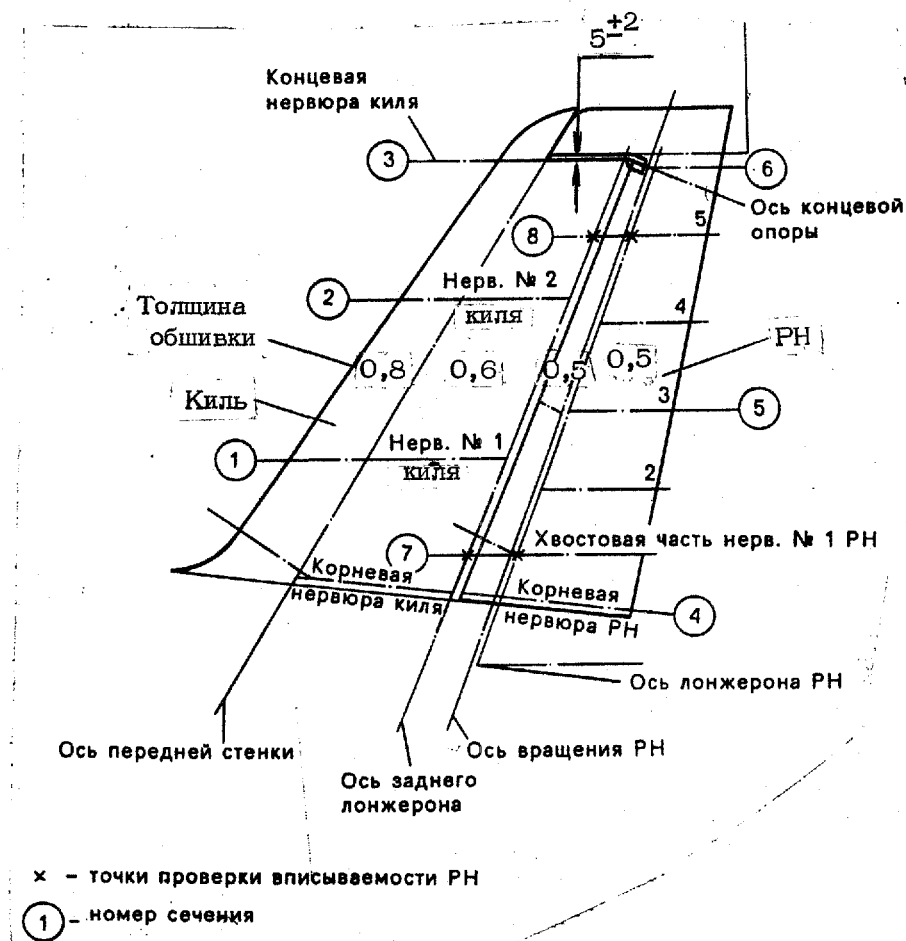 5±2
Концевая
нервюра киля
3
6
Ось концевой
опоры
5
8
Нерв. № 2
киля
2
4
Толщина
обшивки
0,8
0,6
0,5
0,5
РН
Киль
3
5
Нерв. № 1
киля
1
2
7
Хвостовая часть нерв. № 1 РН
Корневая
нервюра киля
Корневая
нервюра РН
4
Ось лонжерона РН
Ось передней стенки
Ось вращения РН
Ось заднего
лонжерона
× – точки проверки вписываемости РН
1 – номер сечения